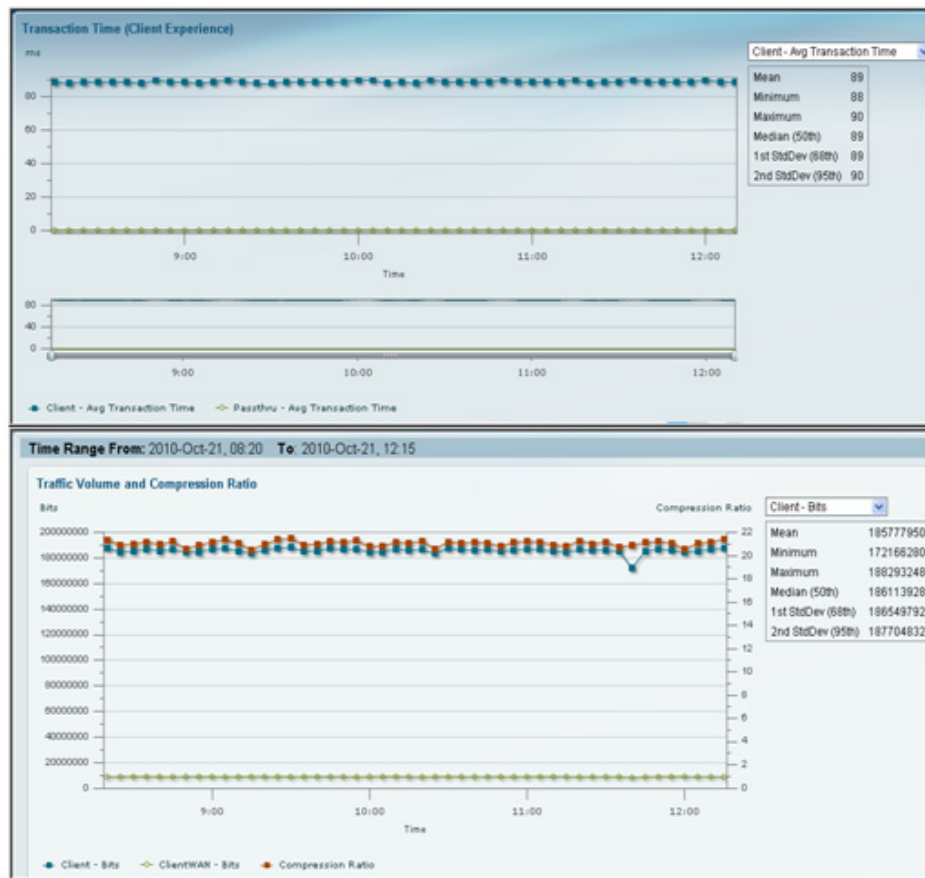 Transaction Time (Client Experience)
ms
Client - Avg Transaction Time
Mean 89
Minimum 88
Maximum 90
Median (50th) 89
1st StdDev (68th) 89
2nd StdDev (95th) 90
80
60
40
20
0
9:00 10:00 11:00 12:00
Time
80
40
0
9:00 10:00 11:00 12:00
Client - Avg Transaction Time Passthru - Avg Transaction Time
Time Range From: 2010-Oct-21, 08:20 To: 2010-Oct-21, 12:15
Traffic Volume and Compression Ratio
Bits
Compression Ratio
Client - Bits
Mean 185777950
Minimum 172166280
Maximum 188293248
Median (50th) 186113928
1st StdDev (68th) 186549792
2nd StdDev (95th) 187704832
200000000 22
180000000 20
160000000 18
140000000 16
120000000 14
100000000 12
80000000 10
60000000 8
40000000 6
20000000 4
0 2
0
9:00 10:00 11:00 12:00
Time
Client - Bits ClientWAN - Bits Compression Ratio